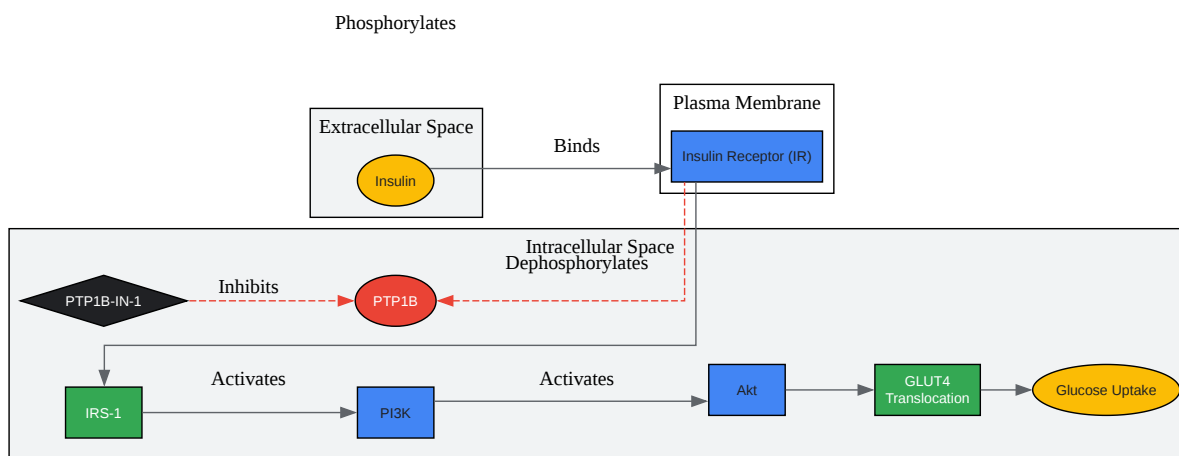 Phosphorylates
Plasma Membrane
Extracellular Space
Binds
Insulin Receptor (IR)
Insulin
Intracellular Space
Dephosphorylates
Inhibits
PTP1B-IN-1
PTP1B
Activates
Activates
GLUT4
Translocation
IRS-1
PI3K
Akt
Glucose Uptake